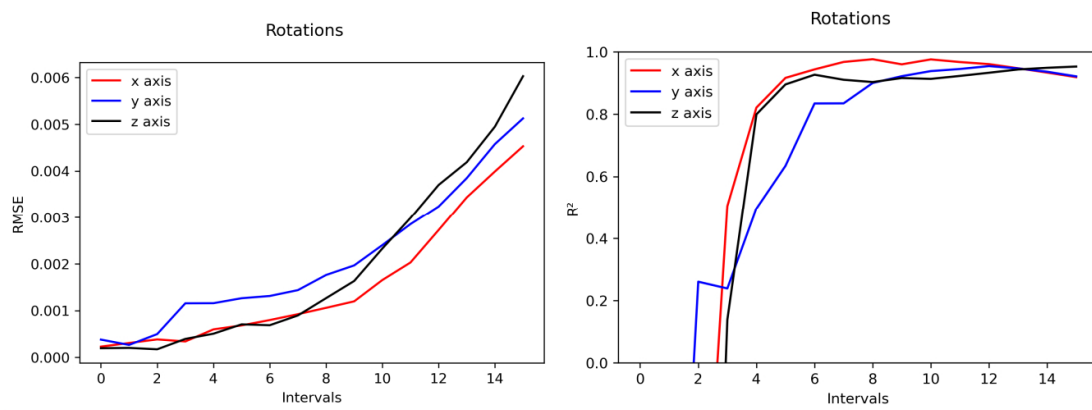 Rotations
x axis
y axis
z axis
0.006
0.005
0.004
0.003
0.002
0.001
0.000
RMSE
0 2 4 6 8 10 12 14
Intervals
Rotations
x axis
y axis
z axis
1.0
0.8
0.6
0.4
0.2
0.0
R²
0 2 4 6 8 10 12 14
Intervals